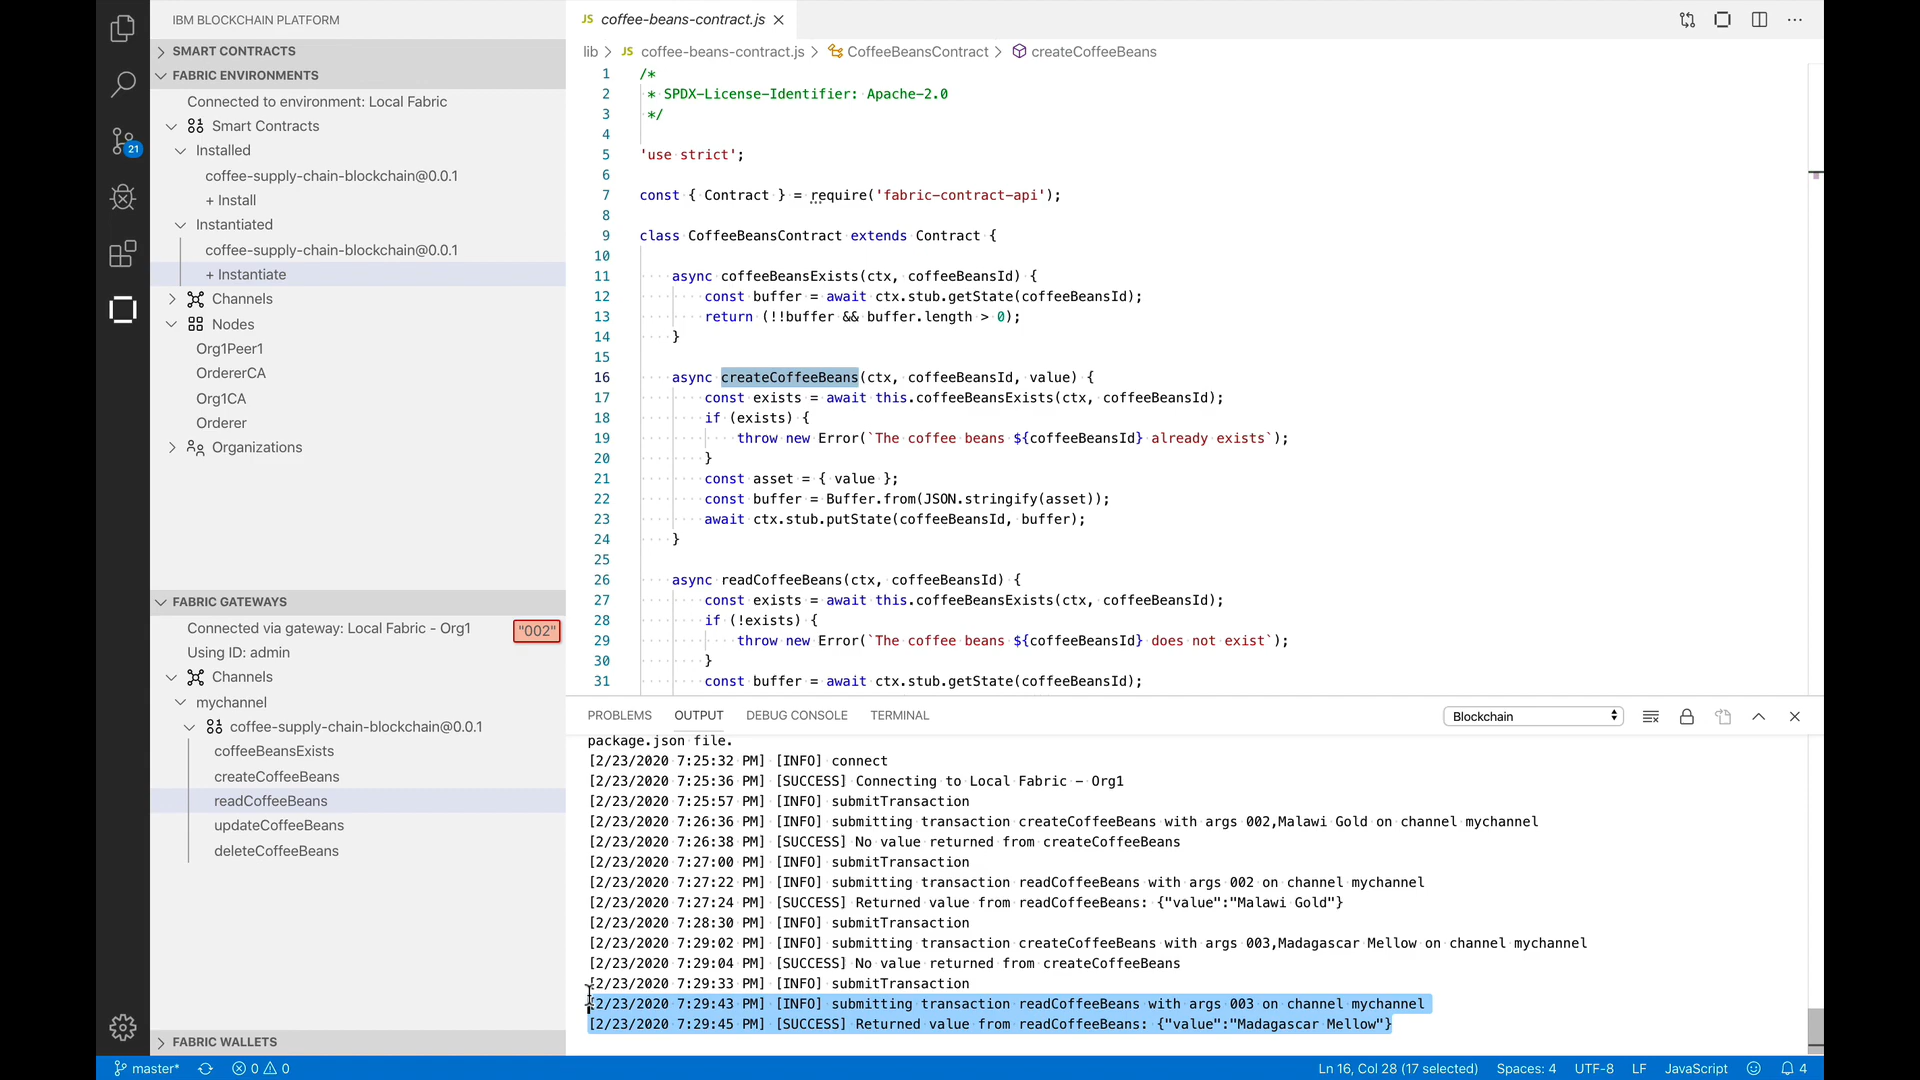 IBM BLOCKCHAIN PLATFORM
SMART CONTRACTS
FABRIC ENVIRONMENTS
Connected to environment: Local Fabric
Smart Contracts
Installed
coffee-supply-chain-blockchain@0.0.1
+ Install
Instantiated
coffee-supply-chain-blockchain@0.0.1
+ Instantiate
Channels
Nodes
Org1Peer1
OrdererCA
Org1CA
Orderer
Organizations
21
FABRIC GATEWAYS
Connected via gateway: Local Fabric - Org1
"002"
Using ID: admin
Channels
mychannel
coffee-supply-chain-blockchain@0.0.1
coffeeBeansExists
createCoffeeBeans
readCoffeeBeans
updateCoffeeBeans
deleteCoffeeBeans
FABRIC WALLETS
JS coffee-beans-contract.js
lib > JS coffee-beans-contract.js > CoffeeBeansContract > createCoffeeBeans
1 /*
2 * SPDX-License-Identifier: Apache-2.0
3 */
4
5 'use strict';
6
7 const { Contract } = require('fabric-contract-api');
8
9 class CoffeeBeansContract extends Contract {
10
11 async coffeeBeansExists(ctx, coffeeBeansId) {
12 const buffer = await ctx.stub.getState(coffeeBeansId);
13 return (!!buffer && buffer.length > 0);
14 }
15
16 async createCoffeeBeans(ctx, coffeeBeansId, value) {
17 const exists = await this.coffeeBeansExists(ctx, coffeeBeansId);
18 if (exists) {
19 throw new Error(`The coffee beans ${coffeeBeansId} already exists`);
20 }
21 const asset = { value };
22 const buffer = Buffer.from(JSON.stringify(asset));
23 await ctx.stub.putState(coffeeBeansId, buffer);
24 }
25
26 async readCoffeeBeans(ctx, coffeeBeansId) {
27 const exists = await this.coffeeBeansExists(ctx, coffeeBeansId);
28 if (!exists) {
29 throw new Error(`The coffee beans ${coffeeBeansId} does not exist`);
30 }
31 const buffer = await ctx.stub.getState(coffeeBeansId);
PROBLEMS OUTPUT DEBUG CONSOLE TERMINAL Blockchain
package.json file.
[2/23/2020 7:25:32 PM] [INFO] connect
[2/23/2020 7:25:36 PM] [SUCCESS] Connecting to Local Fabric - Org1
[2/23/2020 7:25:57 PM] [INFO] submitTransaction
[2/23/2020 7:26:36 PM] [INFO] submitting transaction createCoffeeBeans with args 002,Malawi Gold on channel mychannel
[2/23/2020 7:26:38 PM] [SUCCESS] No value returned from createCoffeeBeans
[2/23/2020 7:27:00 PM] [INFO] submitTransaction
[2/23/2020 7:27:22 PM] [INFO] submitting transaction readCoffeeBeans with args 002 on channel mychannel
[2/23/2020 7:27:24 PM] [SUCCESS] Returned value from readCoffeeBeans: {"value":"Malawi Gold"}
[2/23/2020 7:28:30 PM] [INFO] submitTransaction
[2/23/2020 7:29:02 PM] [INFO] submitting transaction createCoffeeBeans with args 003,Madagascar Mellow on channel mychannel
[2/23/2020 7:29:04 PM] [SUCCESS] No value returned from createCoffeeBeans
[2/23/2020 7:29:33 PM] [INFO] submitTransaction
[2/23/2020 7:29:43 PM] [INFO] submitting transaction readCoffeeBeans with args 003 on channel mychannel
[2/23/2020 7:29:45 PM] [SUCCESS] Returned value from readCoffeeBeans: {"value":"Madagascar Mellow"}
master* 0 0 Ln 16, Col 28 (17 selected) Spaces: 4 UTF-8 LF JavaScript 4